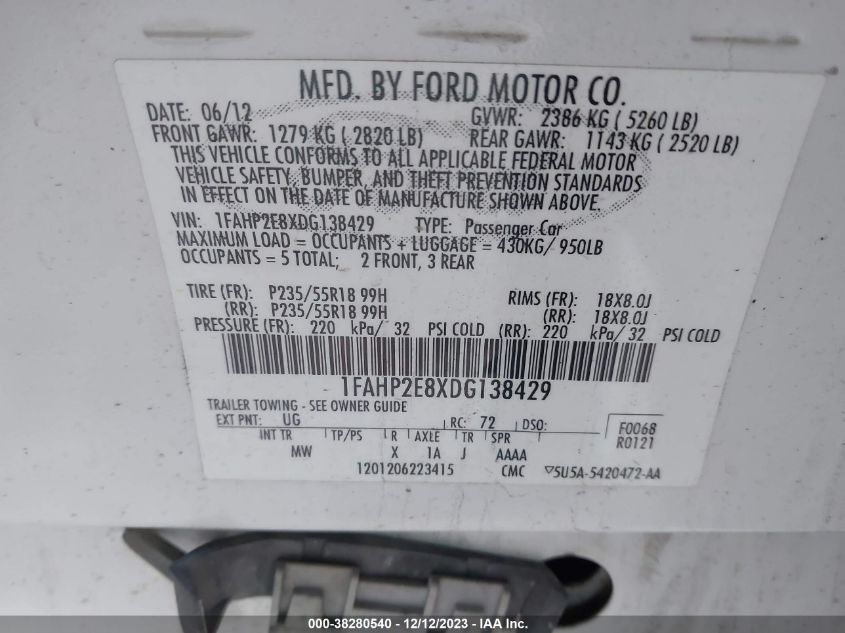 MFD. BY FORD MOTOR CO.
DATE: 06/12 GVWR: 2386 KG ( 5260 LB)
FRONT GAWR: 1279 KG ( 2820 LB) REAR GAWR: 1143 KG ( 2520 LB)
THIS VEHICLE CONFORMS TO ALL APPLICABLE FEDERAL MOTOR
VEHICLE SAFETY, BUMPER, AND THEFT PREVENTION STANDARDS
IN EFFECT ON THE DATE OF MANUFACTURE SHOWN ABOVE.
VIN: 1FAHP2E8XDG138429 TYPE: Passenger Car
MAXIMUM LOAD = OCCUPANTS + LUGGAGE = 430KG/ 950LB
OCCUPANTS = 5 TOTAL; 2 FRONT, 3 REAR
TIRE (FR): P235/55R18 99H RIMS (FR): 18X8.0J
(RR): P235/55R18 99H (RR): 18X8.0J
PRESSURE (FR): 220 kPa/ 32 PSI COLD (RR): 220 kPa/ 32 PSI COLD
1FAHP2E8XDG138429
TRAILER TOWING - SEE OWNER GUIDE
EXT PNT: UG RC: 72 DSO: F0068
INT TR TP/PS R AXLE TR SPR R0121
MW X 1A J AAAA
1201206223415 CMC 5U5A-5420472-AA
000-38280540 - 12/12/2023 - IAA Inc.